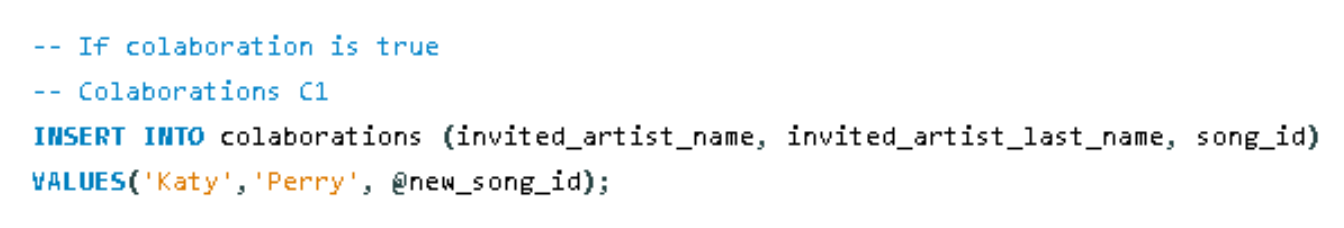 -- If colaboration is true
-- Colaborations C1
INSERT INTO colaborations (invited_artist_name, invited_artist_last_name, song_id)
VALUES('Katy','Perry', @new_song_id);